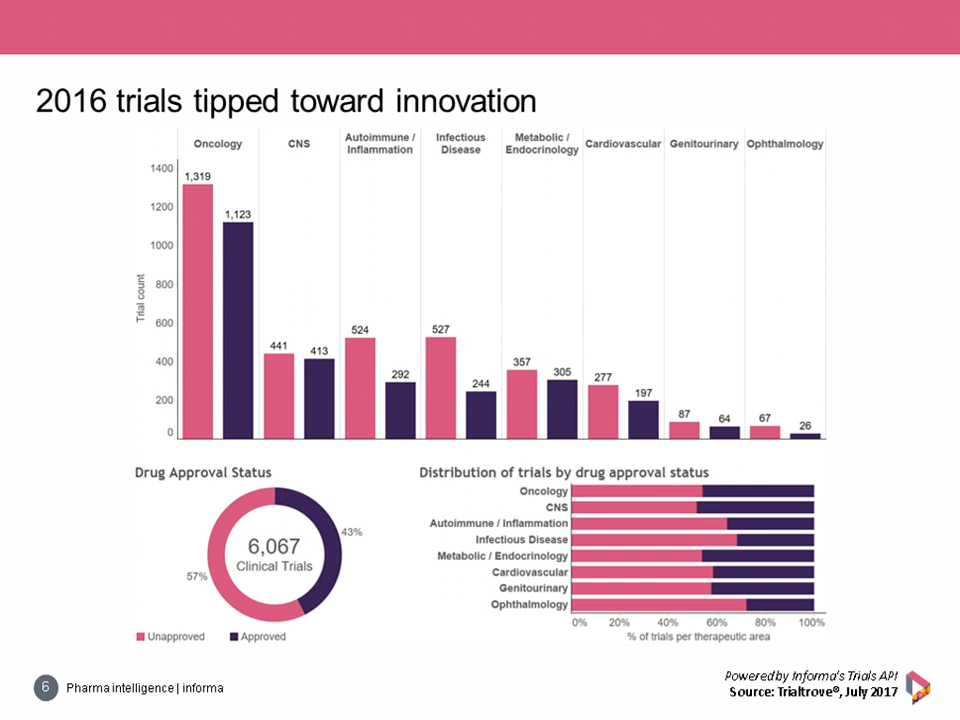 2016 trials tipped toward innovation
Oncology
CNS
Autoimmune /
Inflammation
Infectious
Disease
Metabolic /
Endocrinology
Cardiovascular
Genitourinary
Ophthalmology
Trial count
1400
1200
1000
800
600
400
200
0
1,319
1,123
441
413
524
292
527
244
357
305
277
197
87
64
67
26
Drug Approval Status
43%
6,067
Clinical Trials
57%
Unapproved
Approved
Distribution of trials by drug approval status
Oncology
CNS
Autoimmune / Inflammation
Infectious Disease
Metabolic / Endocrinology
Cardiovascular
Genitourinary
Ophthalmology
0% 20% 40% 60% 80% 100%
% of trials per therapeutic area
6
Pharma intelligence | informa
Powered by Informa's Trials API
Source: Trialtrove®, July 2017